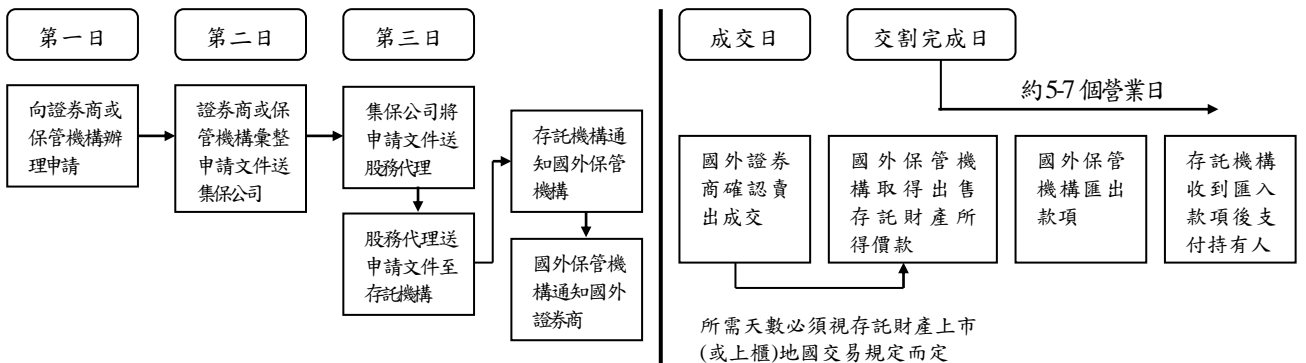 第一日
第二日
第三日
成交日
交割完成日
約5-7個營業日
向證券商或
保管機構辦
理申請
證券商或保
管機構彙整
申請文件送
集保公司
集保公司將
申請文件送
股務代理
股務代理送
申請文件至
存託機構
存託機構通
知國外保管
機構
國外保管機
構通知國外
證券商
國外證券
商確認賣
出成交
國外保管機
構取得出售
存託財產所
得價款
國外保管
機構匯出
款項
存託機構
收到匯入
款項後支
付持有人
所需天數必須視存託財產上市
(或上櫃)地國交易規定而定